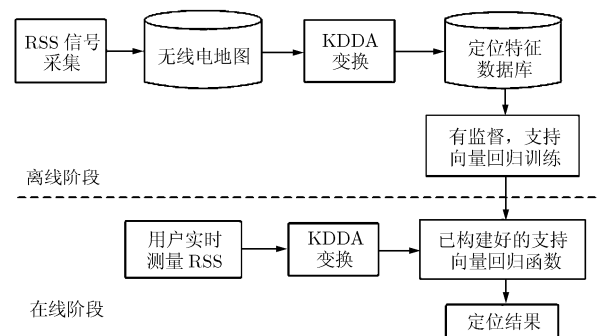 RSS 信号
采集
无线电地图
KDDA
变换
定位特征
数据库
有监督，支持
向量回归训练
离线阶段
用户实时
测量 RSS
KDDA
变换
已构建好的支持
向量回归函数
在线阶段
定位结果